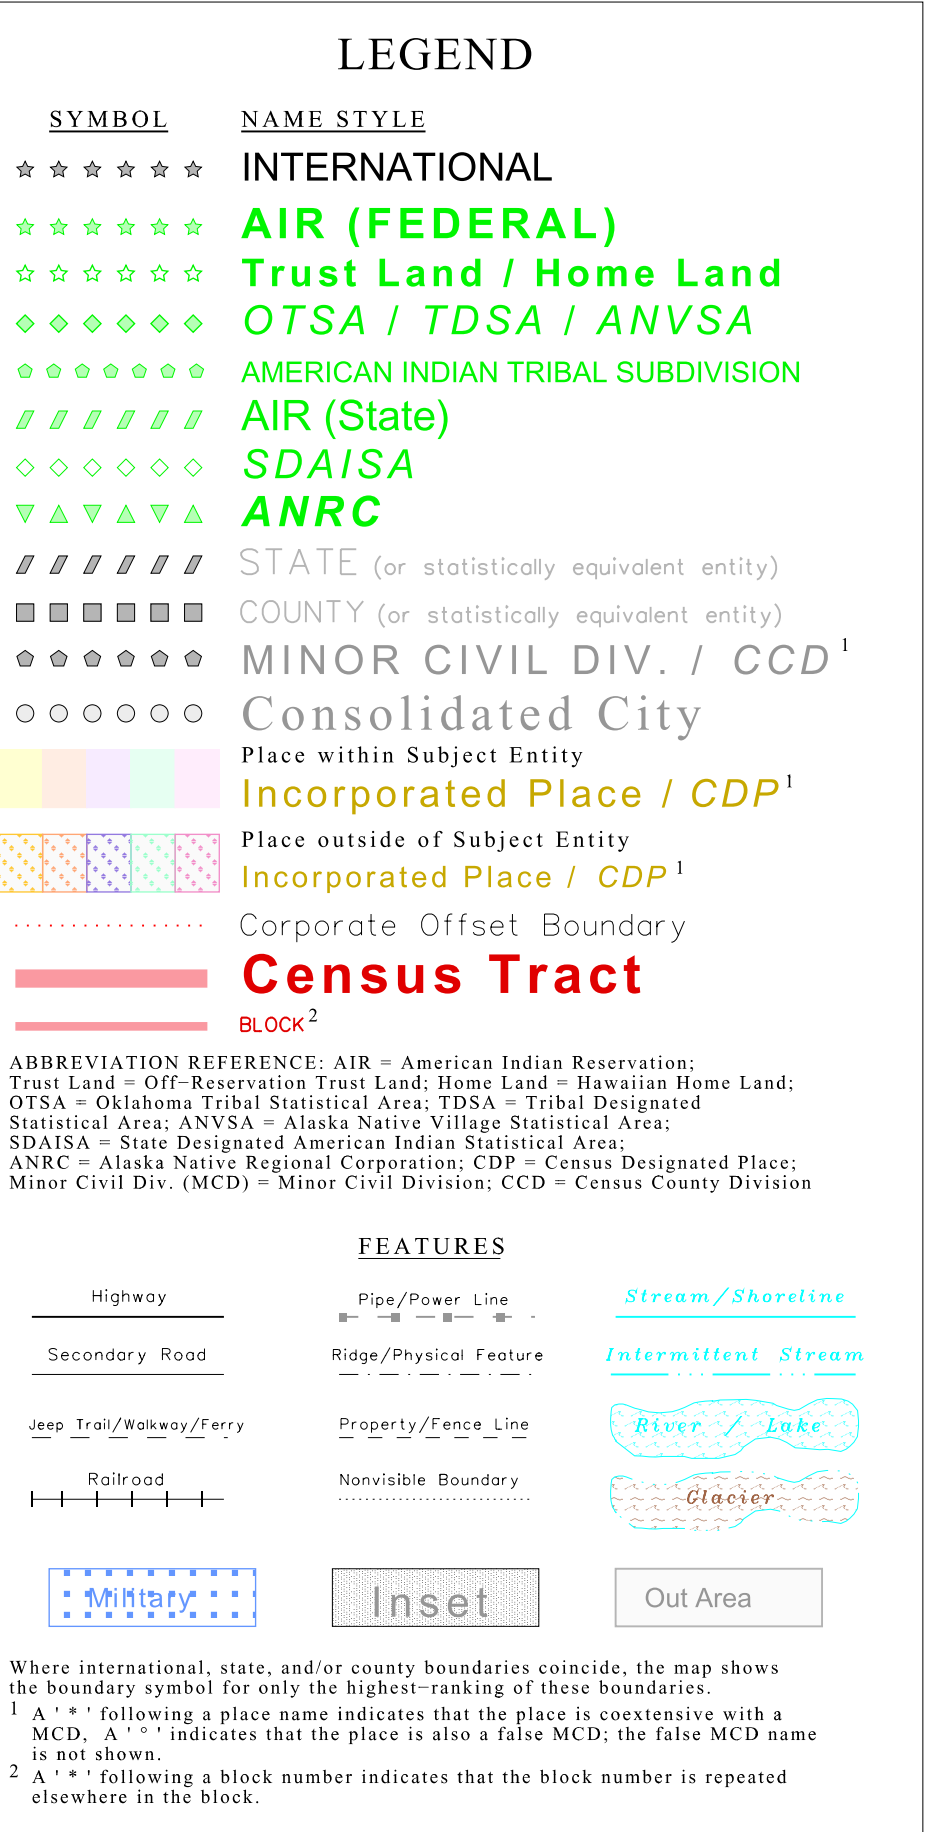 LEGEND
SYMBOL NAME STYLE
INTERNATIONAL
AIR (FEDERAL)
Trust Land / Home Land
OTSA / TDSA / ANVSA
AMERICAN INDIAN TRIBAL SUBDIVISION
AIR (State)
SDAISA
ANRC
STATE (or statistically equivalent entity)
COUNTY (or statistically equivalent entity)
MINOR CIVIL DIV. / CCD 1
Consolidated City
Place within Subject Entity
Incorporated Place / CDP 1
Place outside of Subject Entity
Incorporated Place / CDP 1
Corporate Offset Boundary
Census Tract
BLOCK 2
ABBREVIATION REFERENCE: AIR = American Indian Reservation;
Trust Land = Off−Reservation Trust Land; Home Land = Hawaiian Home Land;
OTSA = Oklahoma Tribal Statistical Area; TDSA = Tribal Designated
Statistical Area; ANVSA = Alaska Native Village Statistical Area;
SDAISA = State Designated American Indian Statistical Area;
ANRC = Alaska Native Regional Corporation; CDP = Census Designated Place;
Minor Civil Div. (MCD) = Minor Civil Division; CCD = Census County Division
FEATURES
Highway Pipe/Power Line Stream/Shoreline
Secondary Road Ridge/Physical Feature Intermittent Stream
Jeep Trail/Walkway/Ferry Property/Fence Line River / Lake
Railroad Nonvisible Boundary Glacier
Military Inset Out Area
Where international, state, and/or county boundaries coincide, the map shows
the boundary symbol for only the highest−ranking of these boundaries.
1 A ' * ' following a place name indicates that the place is coextensive with a
MCD, A ' ° ' indicates that the place is also a false MCD; the false MCD name
is not shown.
2 A ' * ' following a block number indicates that the block number is repeated
elsewhere in the block.